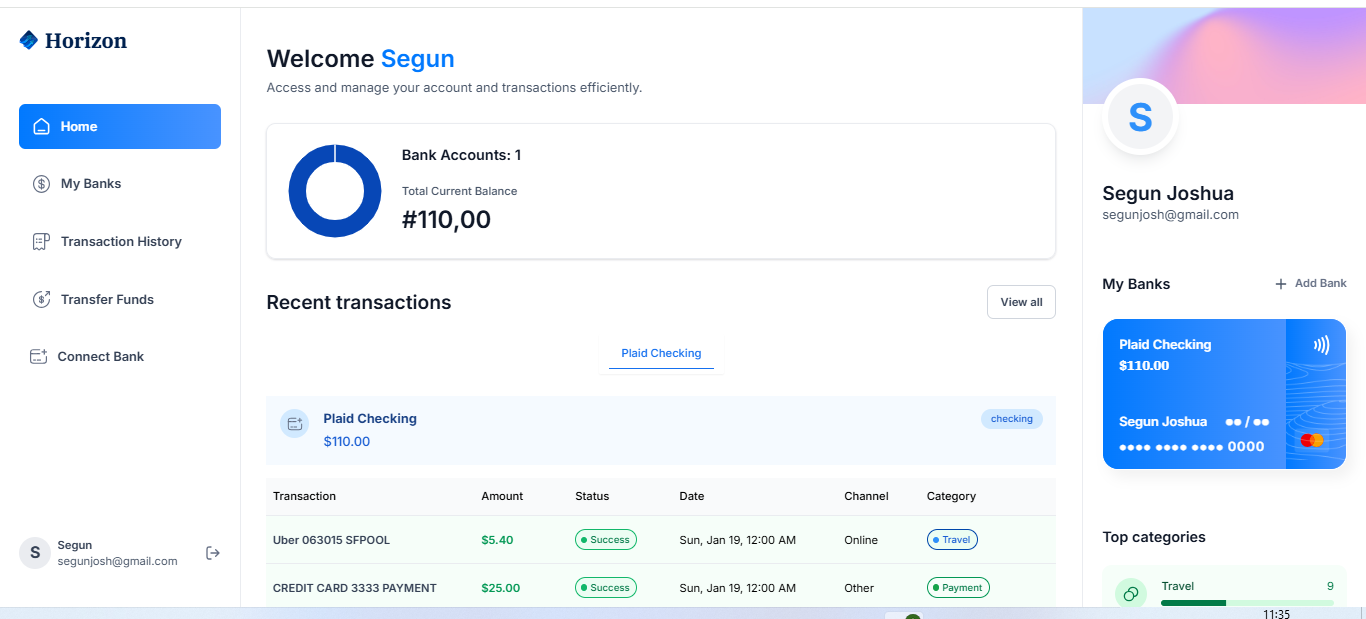 Horizon
Home
My Banks
Transaction History
Transfer Funds
Connect Bank
S
Segun
segunjosh@gmail.com
Welcome Segun
Access and manage your account and transactions efficiently.
Bank Accounts: 1
Total Current Balance
#110,00
Recent transactions
View all
Plaid Checking
Plaid Checking
$110.00
checking
Transaction Amount Status Date Channel Category
Uber 063015 SFPOOL $5.40 Success Sun, Jan 19, 12:00 AM Online Travel
CREDIT CARD 3333 PAYMENT $25.00 Success Sun, Jan 19, 12:00 AM Other Payment
S
Segun Joshua
segunjosh@gmail.com
My Banks
Add Bank
Plaid Checking
$110.00
Segun Joshua ●● / ●●
●●●● ●●●● ●●●● 0000
Top categories
Travel 9
11:35